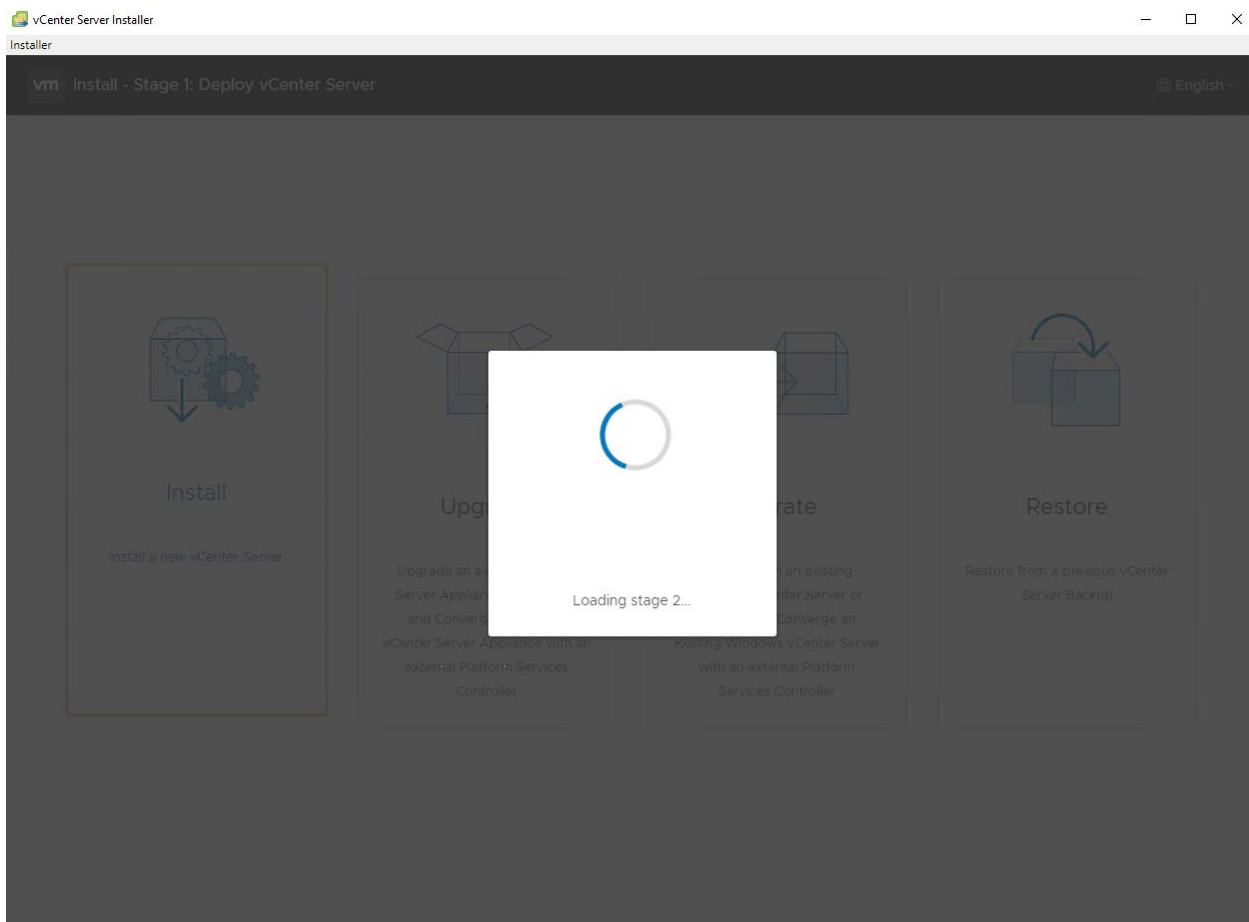 vCenter Server Installer
Installer
vm Install - Stage 1: Deploy vCenter Server
English
Install
Install a new vCenter Server
Upg
Upgrade an ex
Server Applian
and Converg
vCenter Server Appliance with an
external Platform Services
Controller
rate
an existing
nter Server or
Converge an
existing Windows vCenter Server
with an external Platform
Services Controller
Restore
Restore from a previous vCenter
Server Backup
Loading stage 2...